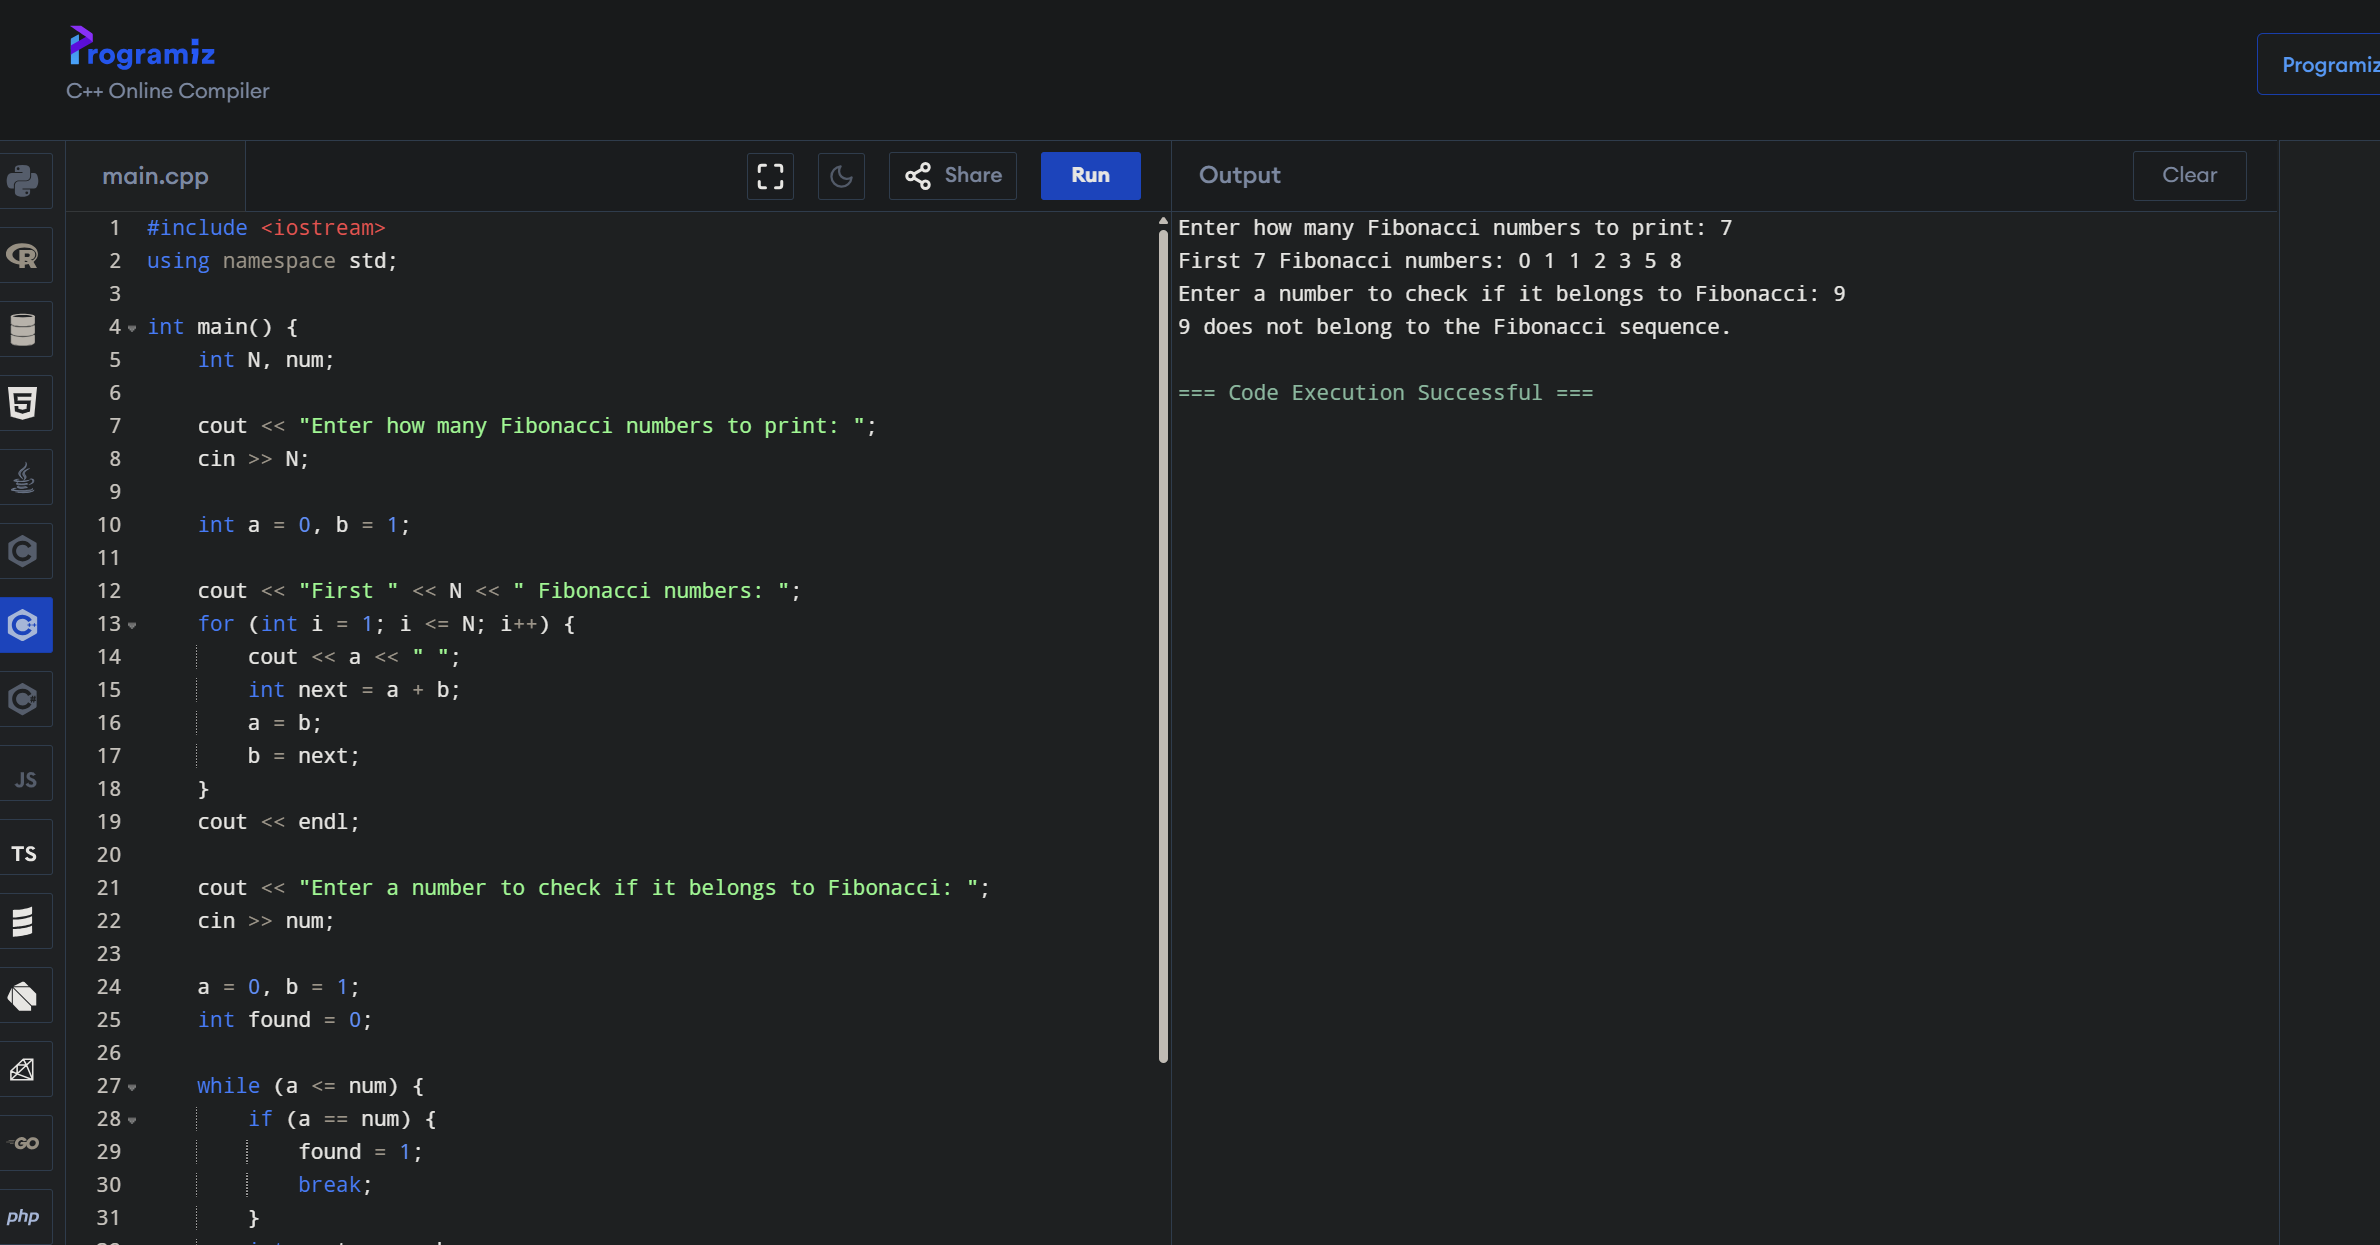 Programiz
C++ Online Compiler
Programiz
main.cpp
Share
Run
Output
Clear
1 #include <iostream>
2 using namespace std;
3
4 int main() {
5     int N, num;
6
7     cout << "Enter how many Fibonacci numbers to print: ";
8     cin >> N;
9
10     int a = 0, b = 1;
11
12     cout << "First " << N << " Fibonacci numbers: ";
13     for (int i = 1; i <= N; i++) {
14         cout << a << " ";
15         int next = a + b;
16         a = b;
17         b = next;
18     }
19     cout << endl;
20
21     cout << "Enter a number to check if it belongs to Fibonacci: ";
22     cin >> num;
23
24     a = 0, b = 1;
25     int found = 0;
26
27     while (a <= num) {
28         if (a == num) {
29             found = 1;
30             break;
31         }
Enter how many Fibonacci numbers to print: 7
First 7 Fibonacci numbers: 0 1 1 2 3 5 8
Enter a number to check if it belongs to Fibonacci: 9
9 does not belong to the Fibonacci sequence.
=== Code Execution Successful ===
R
5
C
C++
C#
JS
TS
GO
php